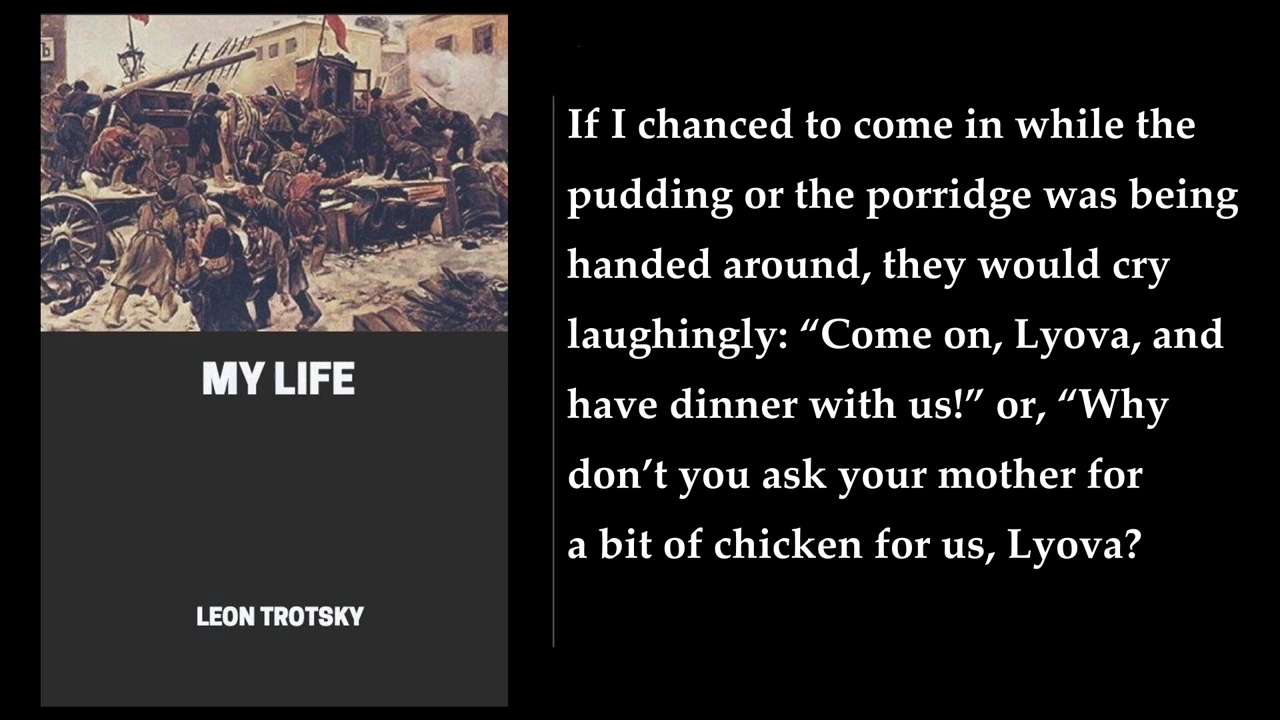 MY LIFE
LEON TROTSKY
If I chanced to come in while the
pudding or the porridge was being
handed around, they would cry
laughingly: “Come on, Lyova, and
have dinner with us!” or, “Why
don’t you ask your mother for
a bit of chicken for us, Lyova?